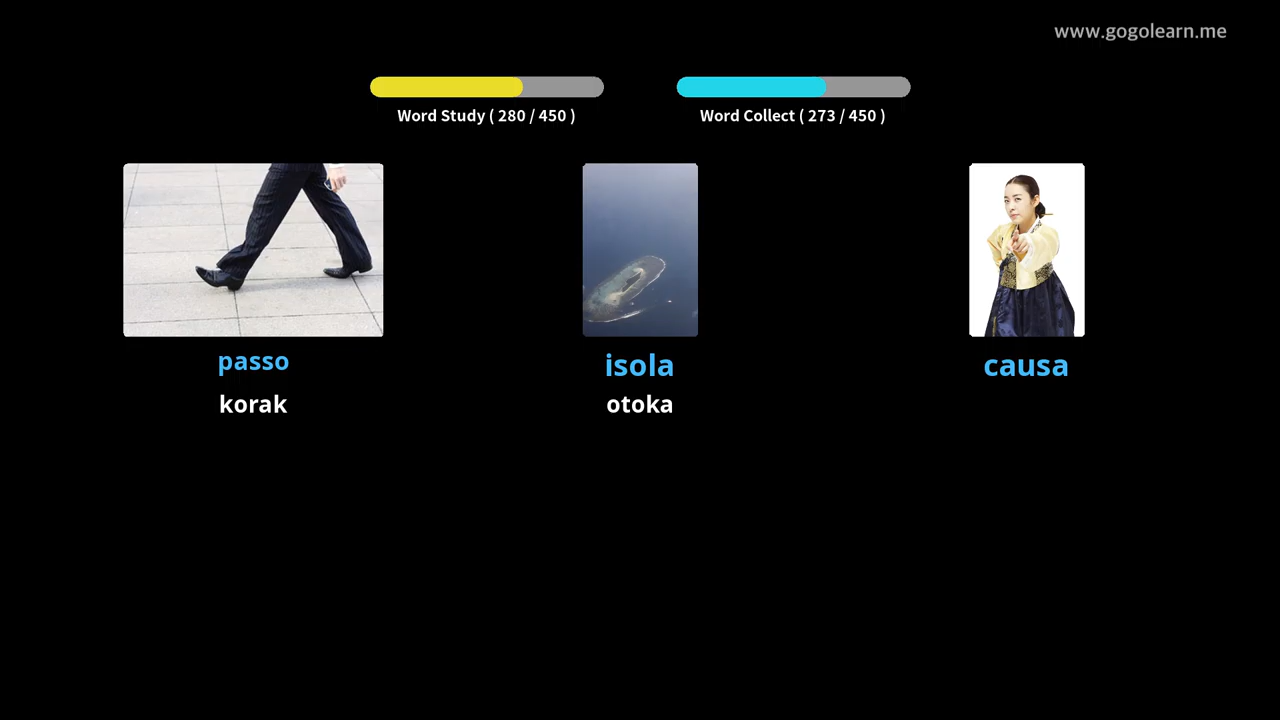 www.gogolearn.me
Word Study ( 280 / 450 )
Word Collect ( 273 / 450 )
passo
isola
causa
korak
otoka